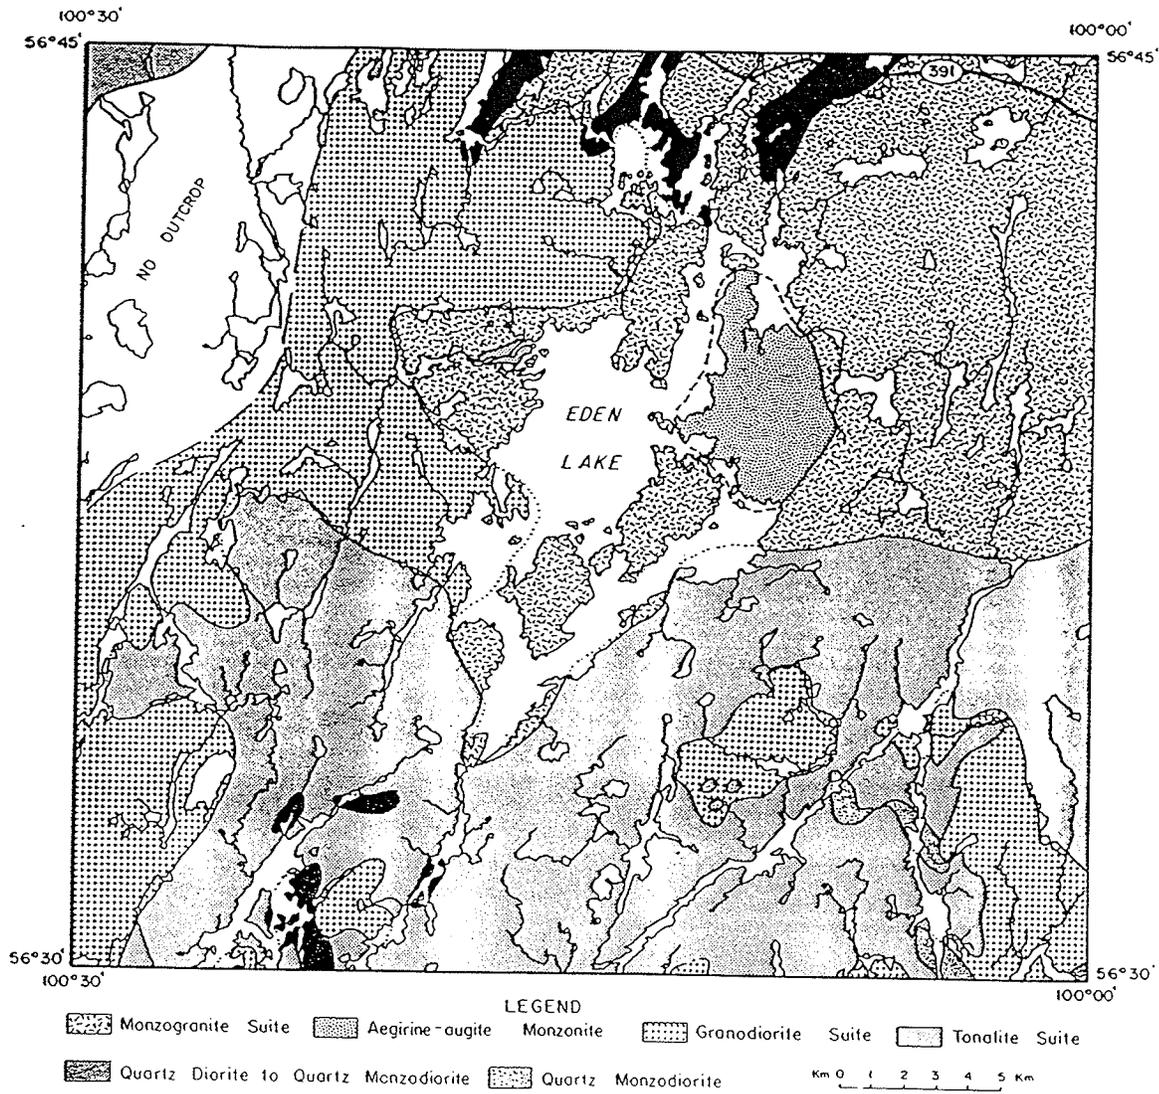 100°30'
100°00'
56°45'
56°45'
391
NO OUTCROP
EDEN
LAKE
56°30'
56°30'
100°30'
100°00'
LEGEND
Monzogranite Suite
Aegirine-augite Monzonite
Granodiorite Suite
Tonalite Suite
Quartz Diorite to Quartz Monzodiorite
Quartz Monzodiorite
Km 0 1 2 3 4 5 Km